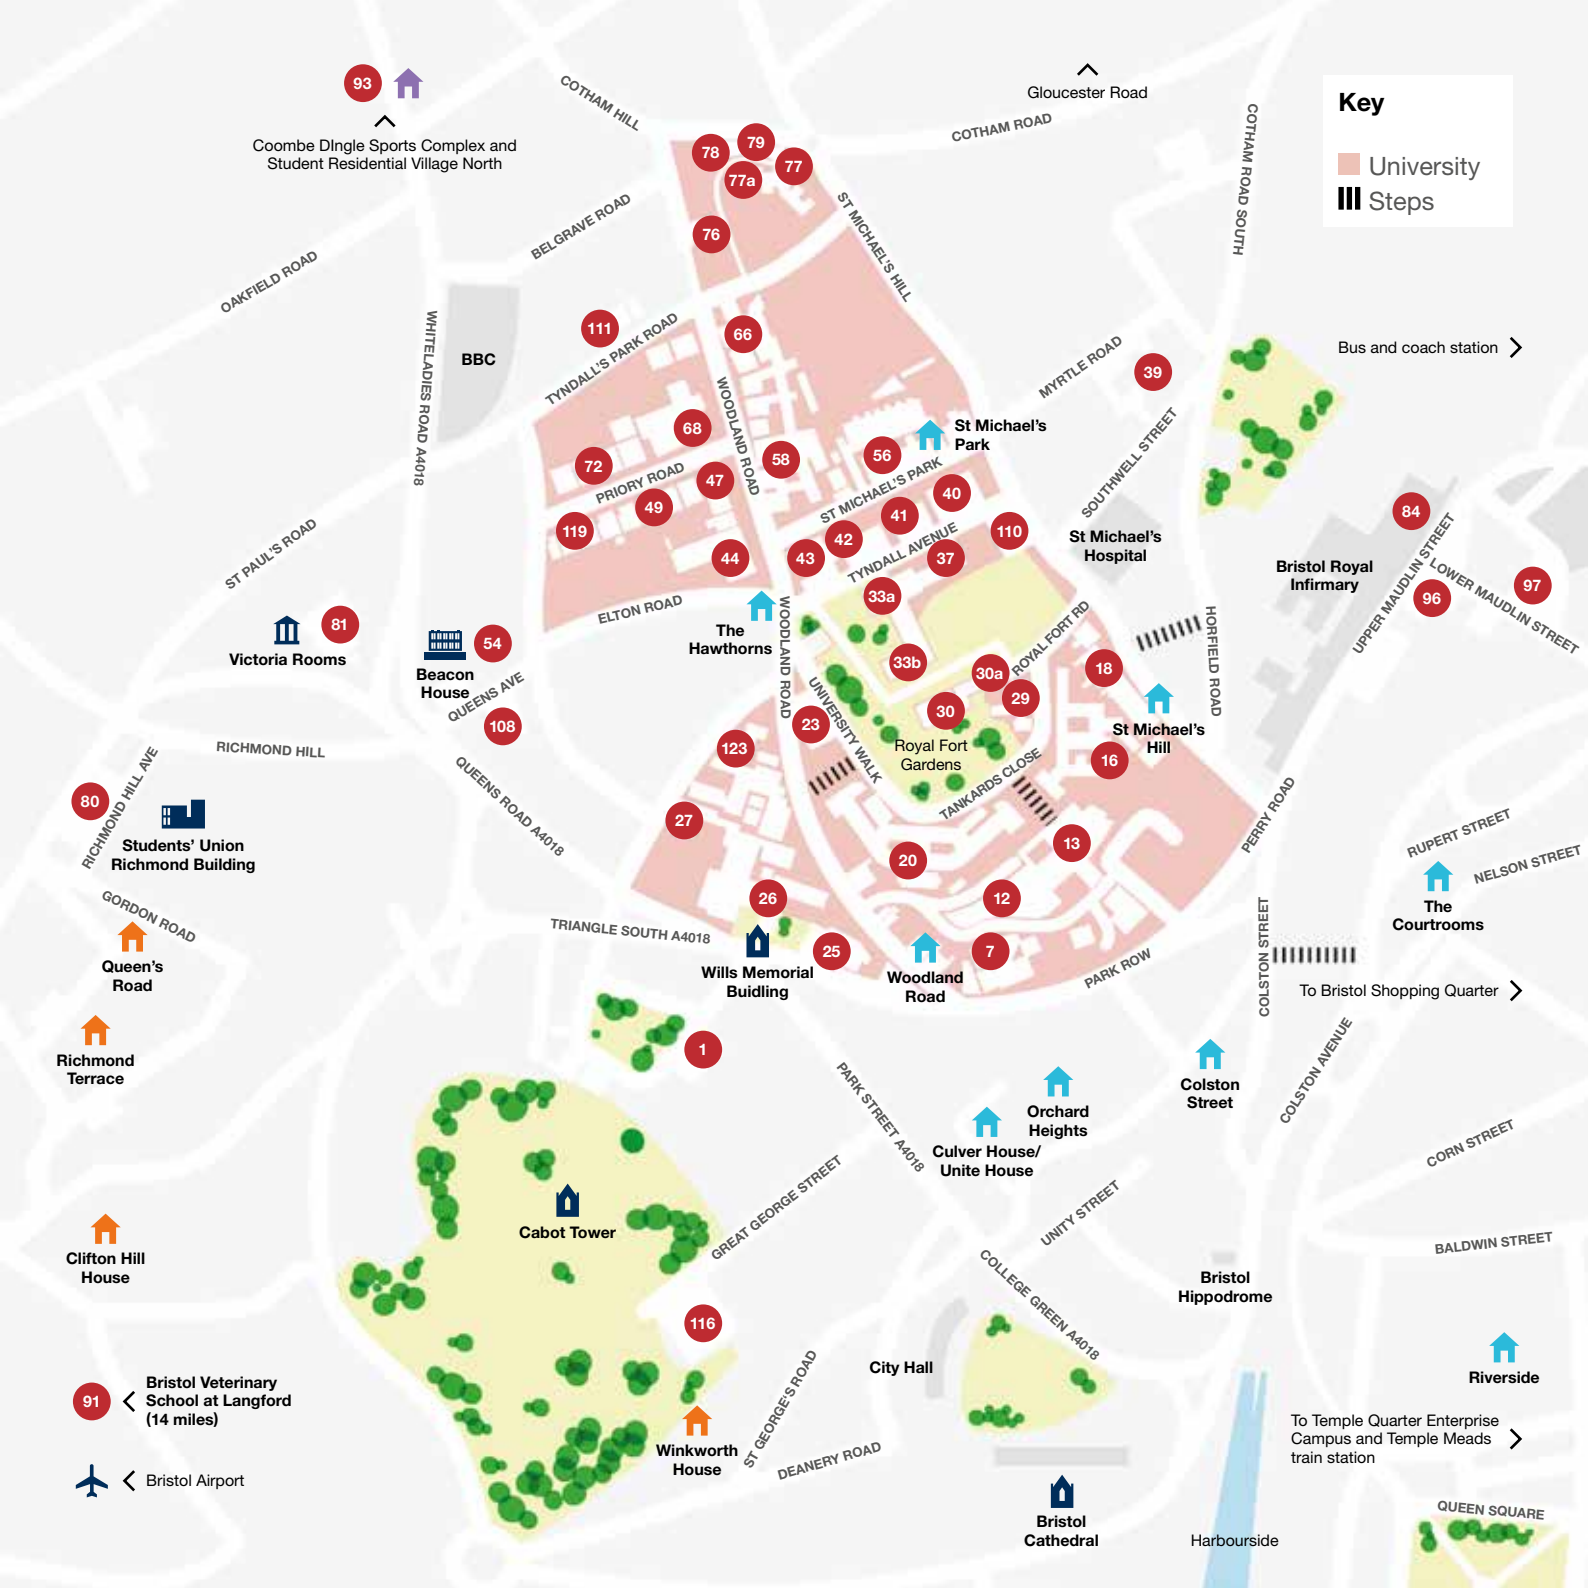 93
Coombe DIngle Sports Complex and
Student Residential Village North
COTHAM HILL
Gloucester Road
COTHAM ROAD
COTHAM ROAD SOUTH
Key
University
Steps
78
79
77
77a
76
BELGRAVE ROAD
ST MICHAEL'S HILL
OAKFIELD ROAD
WHITELADIES ROAD A4018
BBC
111
TYNDALL'S PARK ROAD
66
MYRTLE ROAD
39
Bus and coach station
WOODLAND ROAD
68
72
PRIORY ROAD
47
49
119
44
58
56
St Michael's
Park
ST MICHAEL'S PARK
40
41
42
43
TYNDALL AVENUE
37
110
SOUTHWELL STREET
St Michael's
Hospital
84
Bristol Royal
Infirmary
UPPER MAUDLIN STREET
LOWER MAUDLIN STREET
96
97
ST PAUL'S ROAD
ELTON ROAD
The
Hawthorns
WOODLAND ROAD
33a
33b
ROYAL FORT RD
30a
29
30
18
HORFIELD ROAD
St Michael's
Hill
16
81
Victoria Rooms
54
Beacon
House
QUEENS AVE
108
UNIVERSITY WALK
23
123
Royal Fort
Gardens
TANKARDS CLOSE
RICHMOND HILL
QUEENS ROAD A4018
RICHMOND HILL AVE
80
Students' Union
Richmond Building
27
20
13
12
7
26
25
PERRY ROAD
RUPERT STREET
NELSON STREET
The
Courtrooms
GORDON ROAD
Queen's
Road
TRIANGLE SOUTH A4018
Wills Memorial
Buidling
Woodland
Road
PARK ROW
COLSTON STREET
To Bristol Shopping Quarter
Richmond
Terrace
1
PARK STREET A4018
Orchard
Heights
Culver House/
Unite House
Colston
Street
COLSTON AVENUE
CORN STREET
Cabot Tower
GREAT GEORGE STREET
UNITY STREET
BALDWIN STREET
Clifton Hill
House
COLLEGE GREEN A4018
Bristol
Hippodrome
116
City Hall
Riverside
91
Bristol Veterinary
School at Langford
(14 miles)
Bristol Airport
Winkworth
House
ST GEORGE'S ROAD
DEANERY ROAD
To Temple Quarter Enterprise
Campus and Temple Meads
train station
Bristol
Cathedral
Harbourside
QUEEN SQUARE